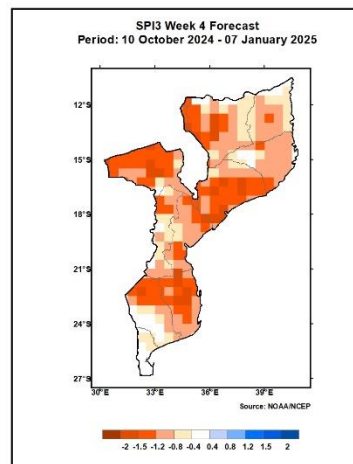 SPI3 Week 4 Forecast
Period: 10 October 2024 - 07 January 2025
12°S
15°S
18°S
21°S
24°S
27°S
30°E 33°E 36°E 39°E
Source: NOAA/NCEP
-2 -1.5 -1.2 -0.8 -0.4 0.4 0.8 1.2 1.5 2